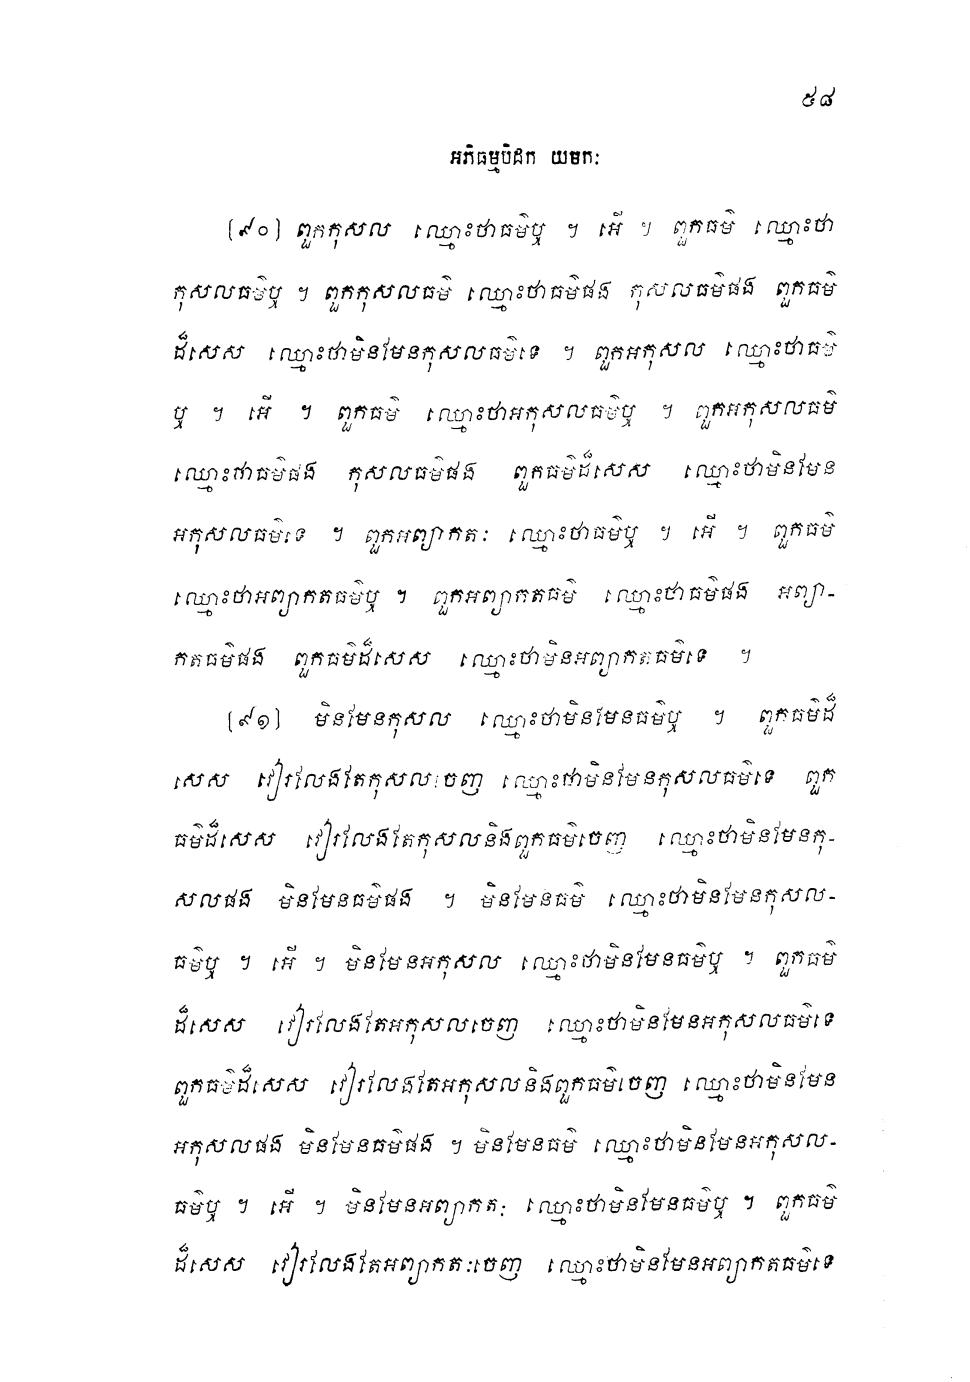 ៥៨
អភិធម្មបិដក យមកៈ
(៩០) ពួកកុសល ឈ្មោះថាធម៌ឬ ។ អើ ។ ពួកធម៌ ឈ្មោះថា
កុសលធម៌ឬ ។ ពួកកុសលធម៌ ឈ្មោះថាធម៌ផង កុសលធម៌ផង ពួកធម៌
ដ៏សេស ឈ្មោះថាមិនមែនកុសលធម៌ទេ ។ ពួកអកុសល ឈ្មោះថាធម៌
ឬ ។ អើ ។ ពួកធម៌ ឈ្មោះថាអកុសលធម៌ឬ ។ ពួកអកុសលធម៌
ឈ្មោះថាធម៌ផង កុសលធម៌ផង ពួកធម៌ដ៏សេស ឈ្មោះថាមិនមែន
អកុសលធម៌ទេ ។ ពួកអព្យាកតៈ ឈ្មោះថាធម៌ឬ ។ អើ ។ ពួកធម៌
ឈ្មោះថាអព្យាកតធម៌ឬ ។ ពួកអព្យាកតធម៌ ឈ្មោះថាធម៌ផង អព្យា-
កតធម៌ផង ពួកធម៌ដ៏សេស ឈ្មោះថាមិនអព្យាកតធម៌ទេ ។
(៩១) មិនមែនកុសល ឈ្មោះថាមិនមែនធម៌ឬ ។ ពួកធម៌ដ៏
សេស វៀរលែងតែកុសលចេញ ឈ្មោះថាមិនមែនកុសលធម៌ទេ ពួក
ធម៌ដ៏សេស វៀរលែងតែកុសលនិងពួកធម៌ចេញ ឈ្មោះថាមិនមែនកុ-
សលផង មិនមែនធម៌ផង ។ មិនមែនធម៌ ឈ្មោះថាមិនមែនកុសល-
ធម៌ឬ ។ អើ ។ មិនមែនអកុសល ឈ្មោះថាមិនមែនធម៌ឬ ។ ពួកធម៌
ដ៏សេស វៀរលែងតែអកុសលចេញ ឈ្មោះថាមិនមែនអកុសលធម៌ទេ
ពួកធម៌ដ៏សេស វៀរលែងតែអកុសលនិងពួកធម៌ចេញ ឈ្មោះថាមិនមែន
អកុសលផង មិនមែនធម៌ផង ។ មិនមែនធម៌ ឈ្មោះថាមិនមែនអកុសល-
ធម៌ឬ ។ អើ ។ មិនមែនអព្យាកតៈ ឈ្មោះថាមិនមែនធម៌ឬ ។ ពួកធម៌
ដ៏សេស វៀរលែងតែអព្យាកតៈចេញ ឈ្មោះថាមិនមែនអព្យាកតធម៌ទេ